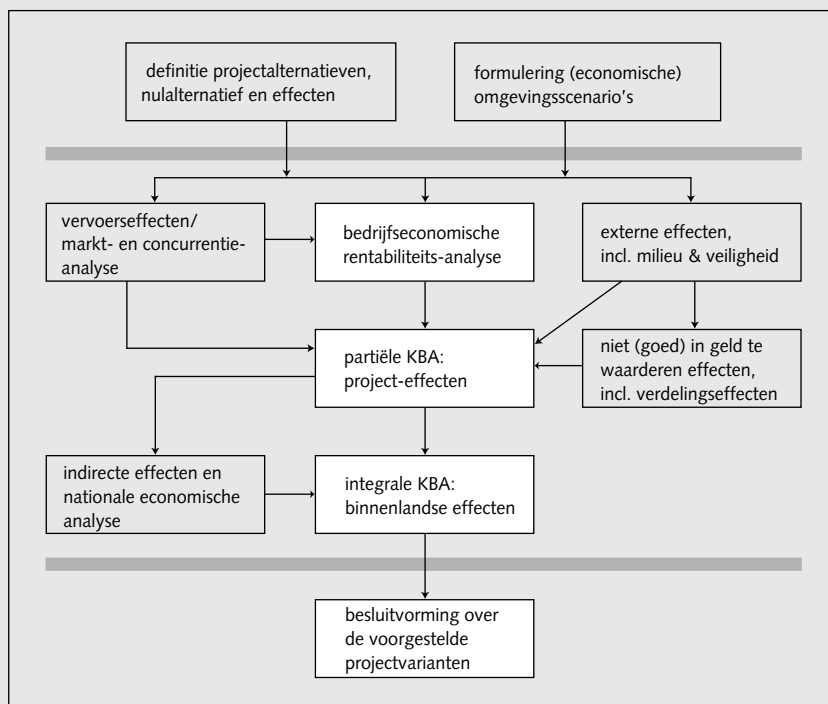 definitie projectalternatieven,
nulalternatief en effecten
formulering (economische)
omgevingsscenario's
vervoerseffecten/
markt- en concurrentie-
analyse
bedrijfseconomische
rentabiliteits-analyse
externe effecten,
incl. milieu & veiligheid
partiële KBA:
project-effecten
niet (goed) in geld te
waarderen effecten,
incl. verdelingseffecten
indirecte effecten en
nationale economische
analyse
integrale KBA:
binnenlandse effecten
besluitvorming over
de voorgestelde
projectvarianten